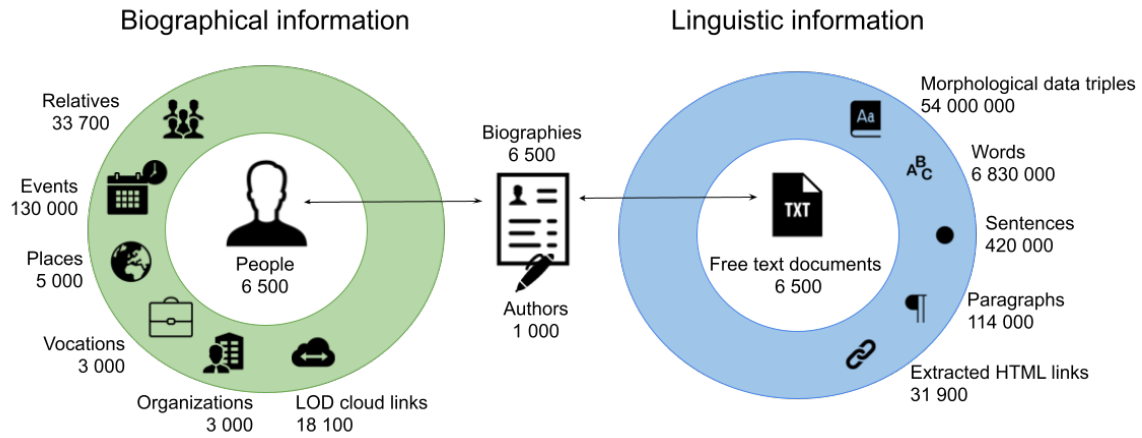 Biographical information
Linguistic information
Relatives
33 700
Events
130 000
Places
5 000
Vocations
3 000
Organizations
3 000
LOD cloud links
18 100
People
6 500
Biographies
6 500
Authors
1 000
TXT
Free text documents
6 500
Aa
Morphological data triples
54 000 000
ABC
Words
6 830 000
Sentences
420 000
¶
Paragraphs
114 000
Extracted HTML links
31 900